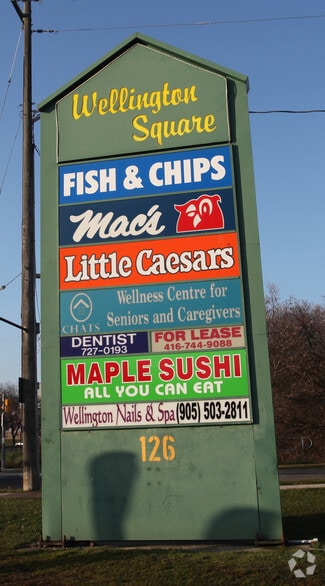 Wellington
Square
FISH & CHIPS
Mac's
Little Caesars
Wellness Centre for
Seniors and Caregivers
CHATS
DENTIST
727-0193
FOR LEASE
416-744-9088
MAPLE SUSHI
ALL YOU CAN EAT
Wellington Nails & Spa (905) 503-2811
126